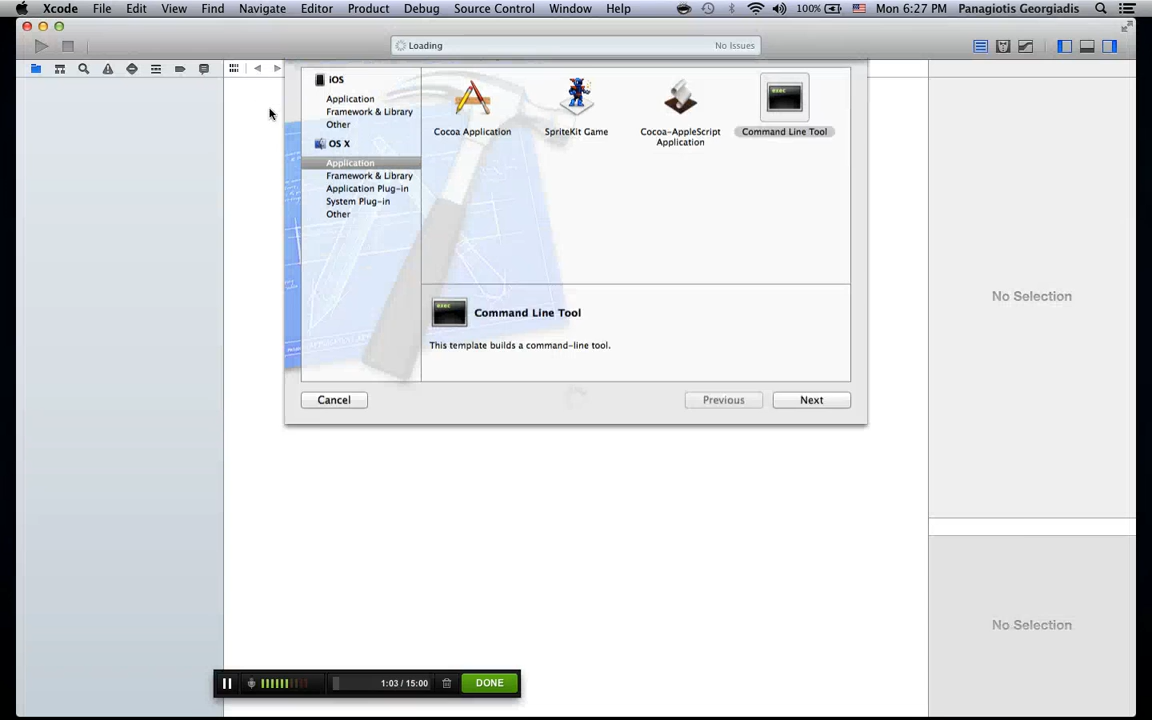 Xcode File Edit View Find Navigate Editor Product Debug Source Control Window Help 100% Mon 6:27 PM Panagiotis Georgiadis
Loading No Issues
iOS
Application
Framework & Library
Other
OS X
Application
Framework & Library
Application Plug-in
System Plug-in
Other
Cocoa Application
SpriteKit Game
Cocoa-AppleScript
Application
exec
Command Line Tool
exec
Command Line Tool
This template builds a command-line tool.
Cancel
Previous
Next
No Selection
No Selection
1:03 / 15:00
DONE